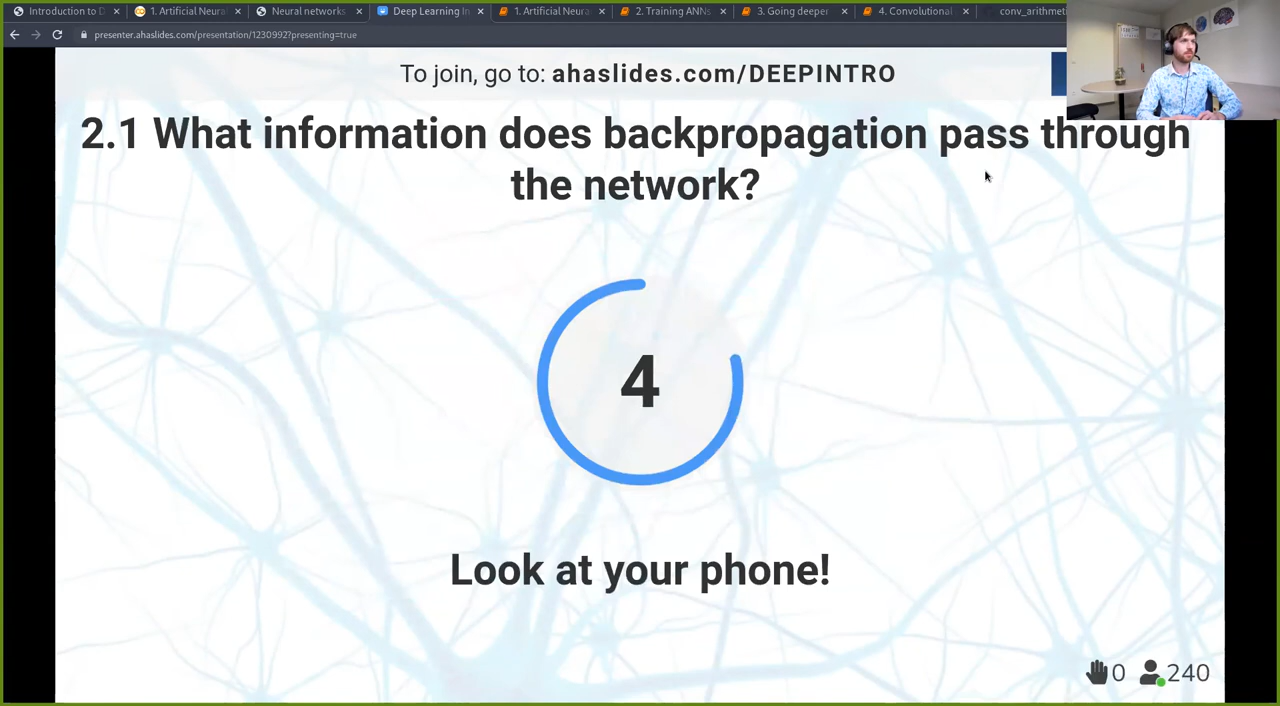 Introduction to D
1. Artificial Neura
Neural networks
Deep Learning In
1. Artificial Neura
2. Training ANNs
3. Going deeper
4. Convolutional
conv_arithmet
presenter.ahaslides.com/presentation/1230992?presenting=true
To join, go to: ahaslides.com/DEEPINTRO
2.1 What information does backpropagation pass through
the network?
4
Look at your phone!
0 240